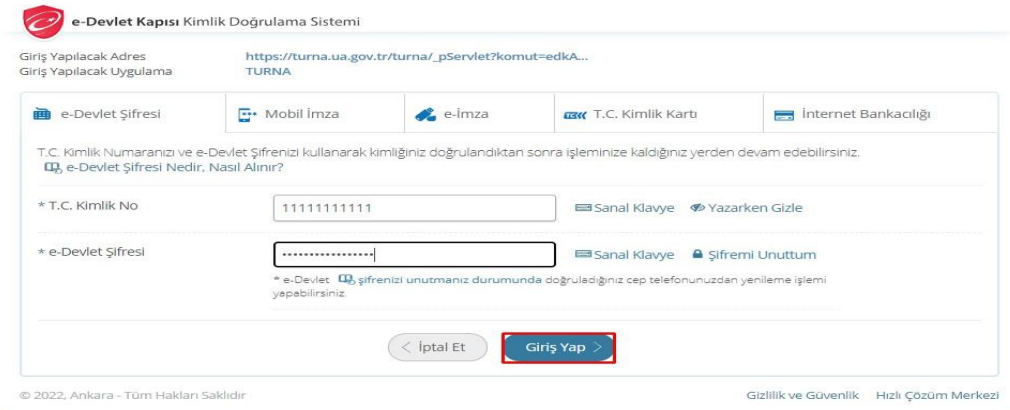 e-Devlet Kapısı Kimlik Doğrulama Sistemi
Giriş Yapılacak Adres https://turna.ua.gov.tr/turna/_pServlet?komut=edkA...
Giriş Yapılacak Uygulama TURNA
e-Devlet Şifresi Mobil İmza e-İmza T.C. Kimlik Kartı İnternet Bankacılığı
T.C. Kimlik Numaranızı ve e-Devlet Şifrenizi kullanarak kimliğiniz doğrulandıktan sonra işleminize kaldığınız yerden devam edebilirsiniz.
e-Devlet Şifresi Nedir, Nasıl Alınır?
* T.C. Kimlik No 11111111111 Sanal Klavye Yazarken Gizle
* e-Devlet Şifresi •••••••••••••••• Sanal Klavye Şifremi Unuttum
* e-Devlet şifrenizi unutmanız durumunda doğruladığınız cep telefonunuzdan yenileme işlemi
yapabilirsiniz.
< İptal Et Giriş Yap >
© 2022, Ankara - Tüm Hakları Saklıdır Gizlilik ve Güvenlik Hızlı Çözüm Merkezi